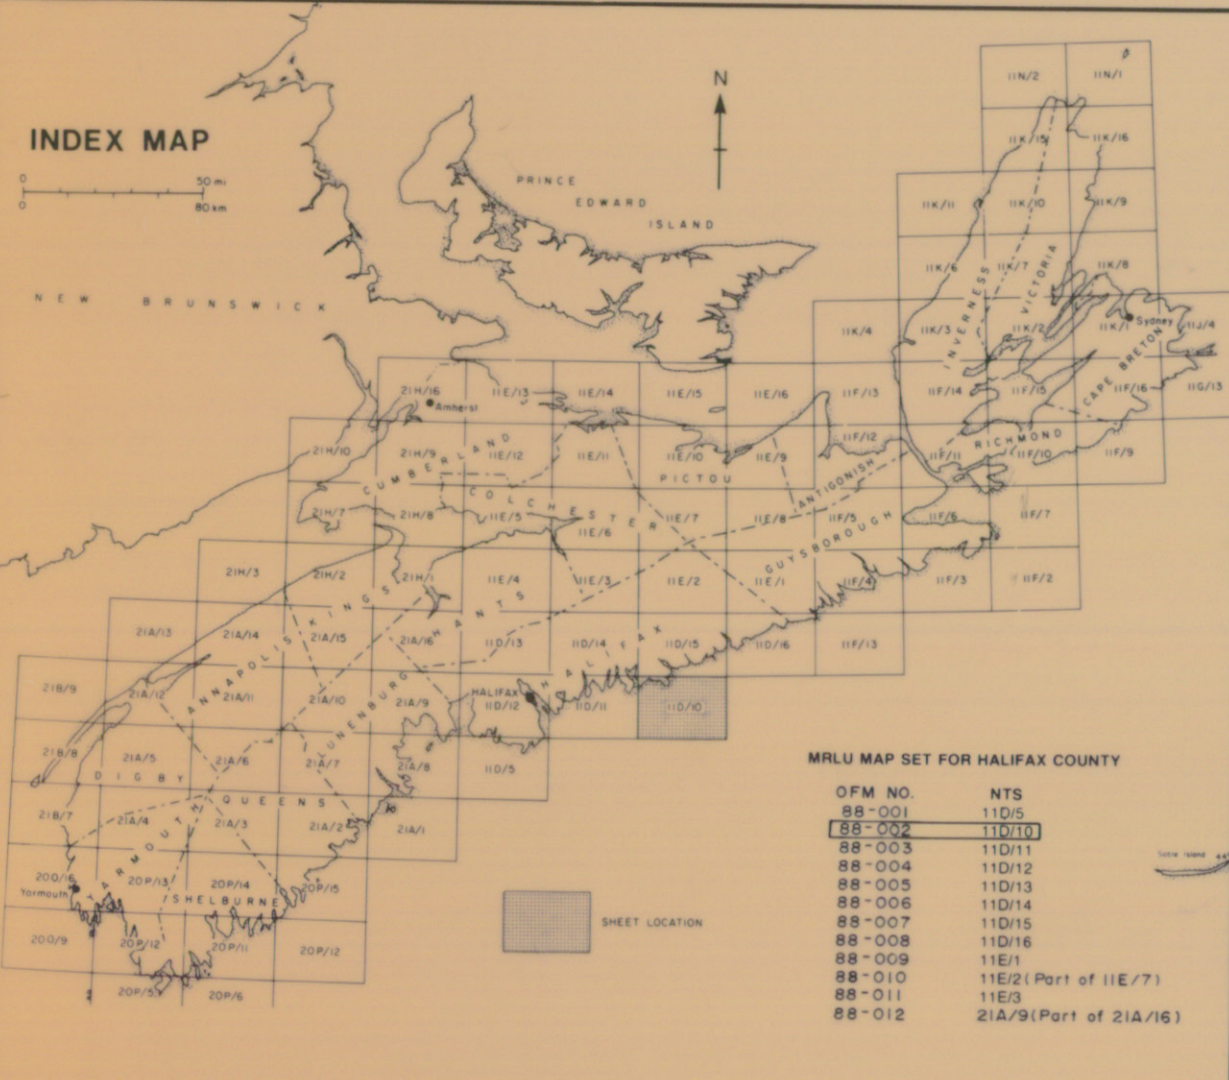 INDEX MAP
0 50 mi
0 80 km
N
PRINCE
EDWARD
ISLAND
NEW BRUNSWICK
11N/2 11N/1
11K/15 11K/16
11K/11 11K/10 11K/9
11K/6 11K/7 11K/8
INVERNESS
VICTORIA
11K/4 11K/3 11K/2 11K/1 Sydney 11J/4
CAPE BRETON
21H/16 11E/13 11E/14 11E/15 11E/16 11F/13 11F/14 11F/15 11F/16 11G/13
Amherst
21H/10 21H/9 11E/12 11E/11 11E/10 11E/9 11F/12 11F/11 11F/10 11F/9
CUMBERLAND
RICHMOND
PICTOU
ANTIGONISH
COLCHESTER
21H/7 21H/8 11E/5 11E/6 11E/7 11E/8 11F/5 11F/6 11F/7
GUYSBOROUGH
21H/3 21H/2 21H/1 11E/4 11E/3 11E/2 11E/1 11F/4 11F/3 11F/2
KINGS
HANTS
21A/13 21A/14 21A/15 21A/16 11D/13 11D/14 11D/15 11D/16 11F/13
ANNAPOLIS
HALIFAX
21B/9 21A/12 21A/11 21A/10 21A/9 HALIFAX 11D/12 11D/11 11D/10
LUNENBURG
21B/8 21A/5 21A/6 21A/7 21A/8 11D/5
DIGBY
QUEENS
21B/7 21A/4 21A/3 21A/2 21A/1
YARMOUTH
20O/16 20P/13 20P/14 20P/15
Yarmouth
SHELBURNE
20O/9 20P/12 20P/11 20P/12
20P/5 20P/6
SHEET LOCATION
MRLU MAP SET FOR HALIFAX COUNTY
OFM NO. NTS
88-001 11D/5
88-002 11D/10
88-003 11D/11
88-004 11D/12
88-005 11D/13
88-006 11D/14
88-007 11D/15
88-008 11D/16
88-009 11E/1
88-010 11E/2(Part of 11E/7)
88-011 11E/3
88-012 21A/9(Part of 21A/16)
Sable Island